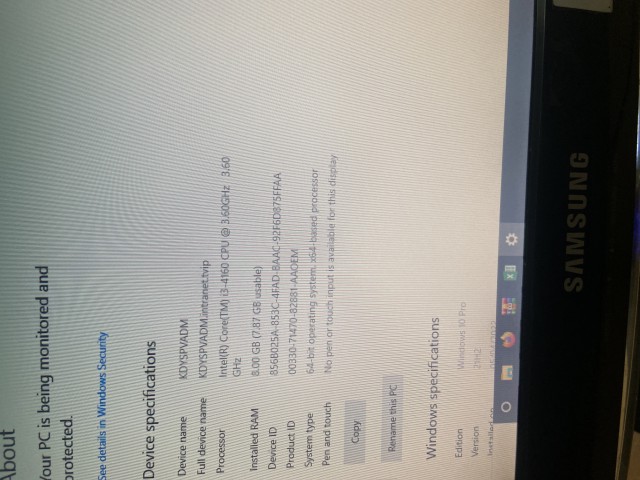 About
Your PC is being monitored and
protected.
See details in Windows Security
Device specifications
Device name KDYSPVADM
Full device name KDYSPVADM.intranet.tvip
Processor Intel(R) Core(TM) i3-4160 CPU @ 3.60GHz 3.60
GHz
Installed RAM 8.00 GB (7.87 GB usable)
Device ID 856B025A-853C-4FAD-BAAC-92F6D875FFAA
Product ID 00330-71470-82881-AAOEM
System type 64-bit operating system, x64-based processor
Pen and touch No pen or touch input is available for this display
Copy
Rename this PC
Windows specifications
Edition Windows 10 Pro
Version 21H2
Installed on
SAMSUNG